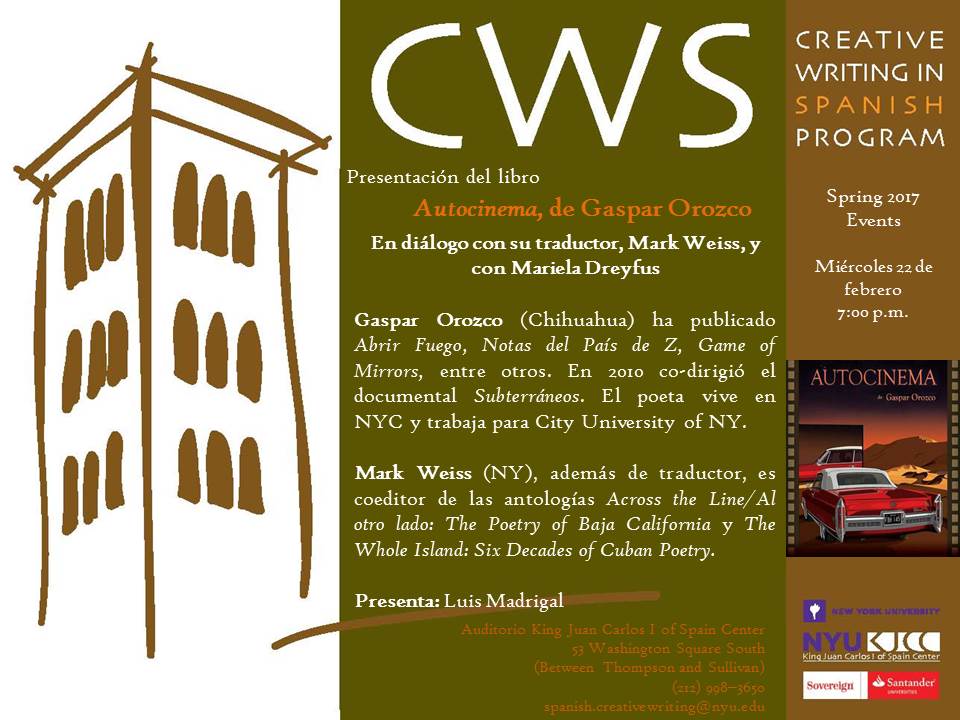 CWS
Presentación del libro
Autocinema, de Gaspar Orozco
En diálogo con su traductor, Mark Weiss, y
con Mariela Dreyfus
Gaspar Orozco (Chihuahua) ha publicado
Abrir Fuego, Notas del País de Z, Game of
Mirrors, entre otros. En 2010 co-dirigió el
documental Subterráneos. El poeta vive en
NYC y trabaja para City University of NY.
Mark Weiss (NY), además de traductor, es
coeditor de las antologías Across the Line/Al
otro lado: The Poetry of Baja California y The
Whole Island: Six Decades of Cuban Poetry.
Presenta: Luis Madrigal
Auditorio King Juan Carlos I of Spain Center
53 Washington Square South
(Between Thompson and Sullivan)
(212) 998–3650
spanish.creativewriting@nyu.edu
CREATIVE
WRITING IN
SPANISH
PROGRAM
Spring 2017
Events
Miércoles 22 de
febrero
7:00 p.m.
AUTOCINEMA
de Gaspar Orozco
NEW YORK UNIVERSITY
NYU KJCC
King Juan Carlos I of Spain Center
Sovereign
Santander
UNIVERSITIES